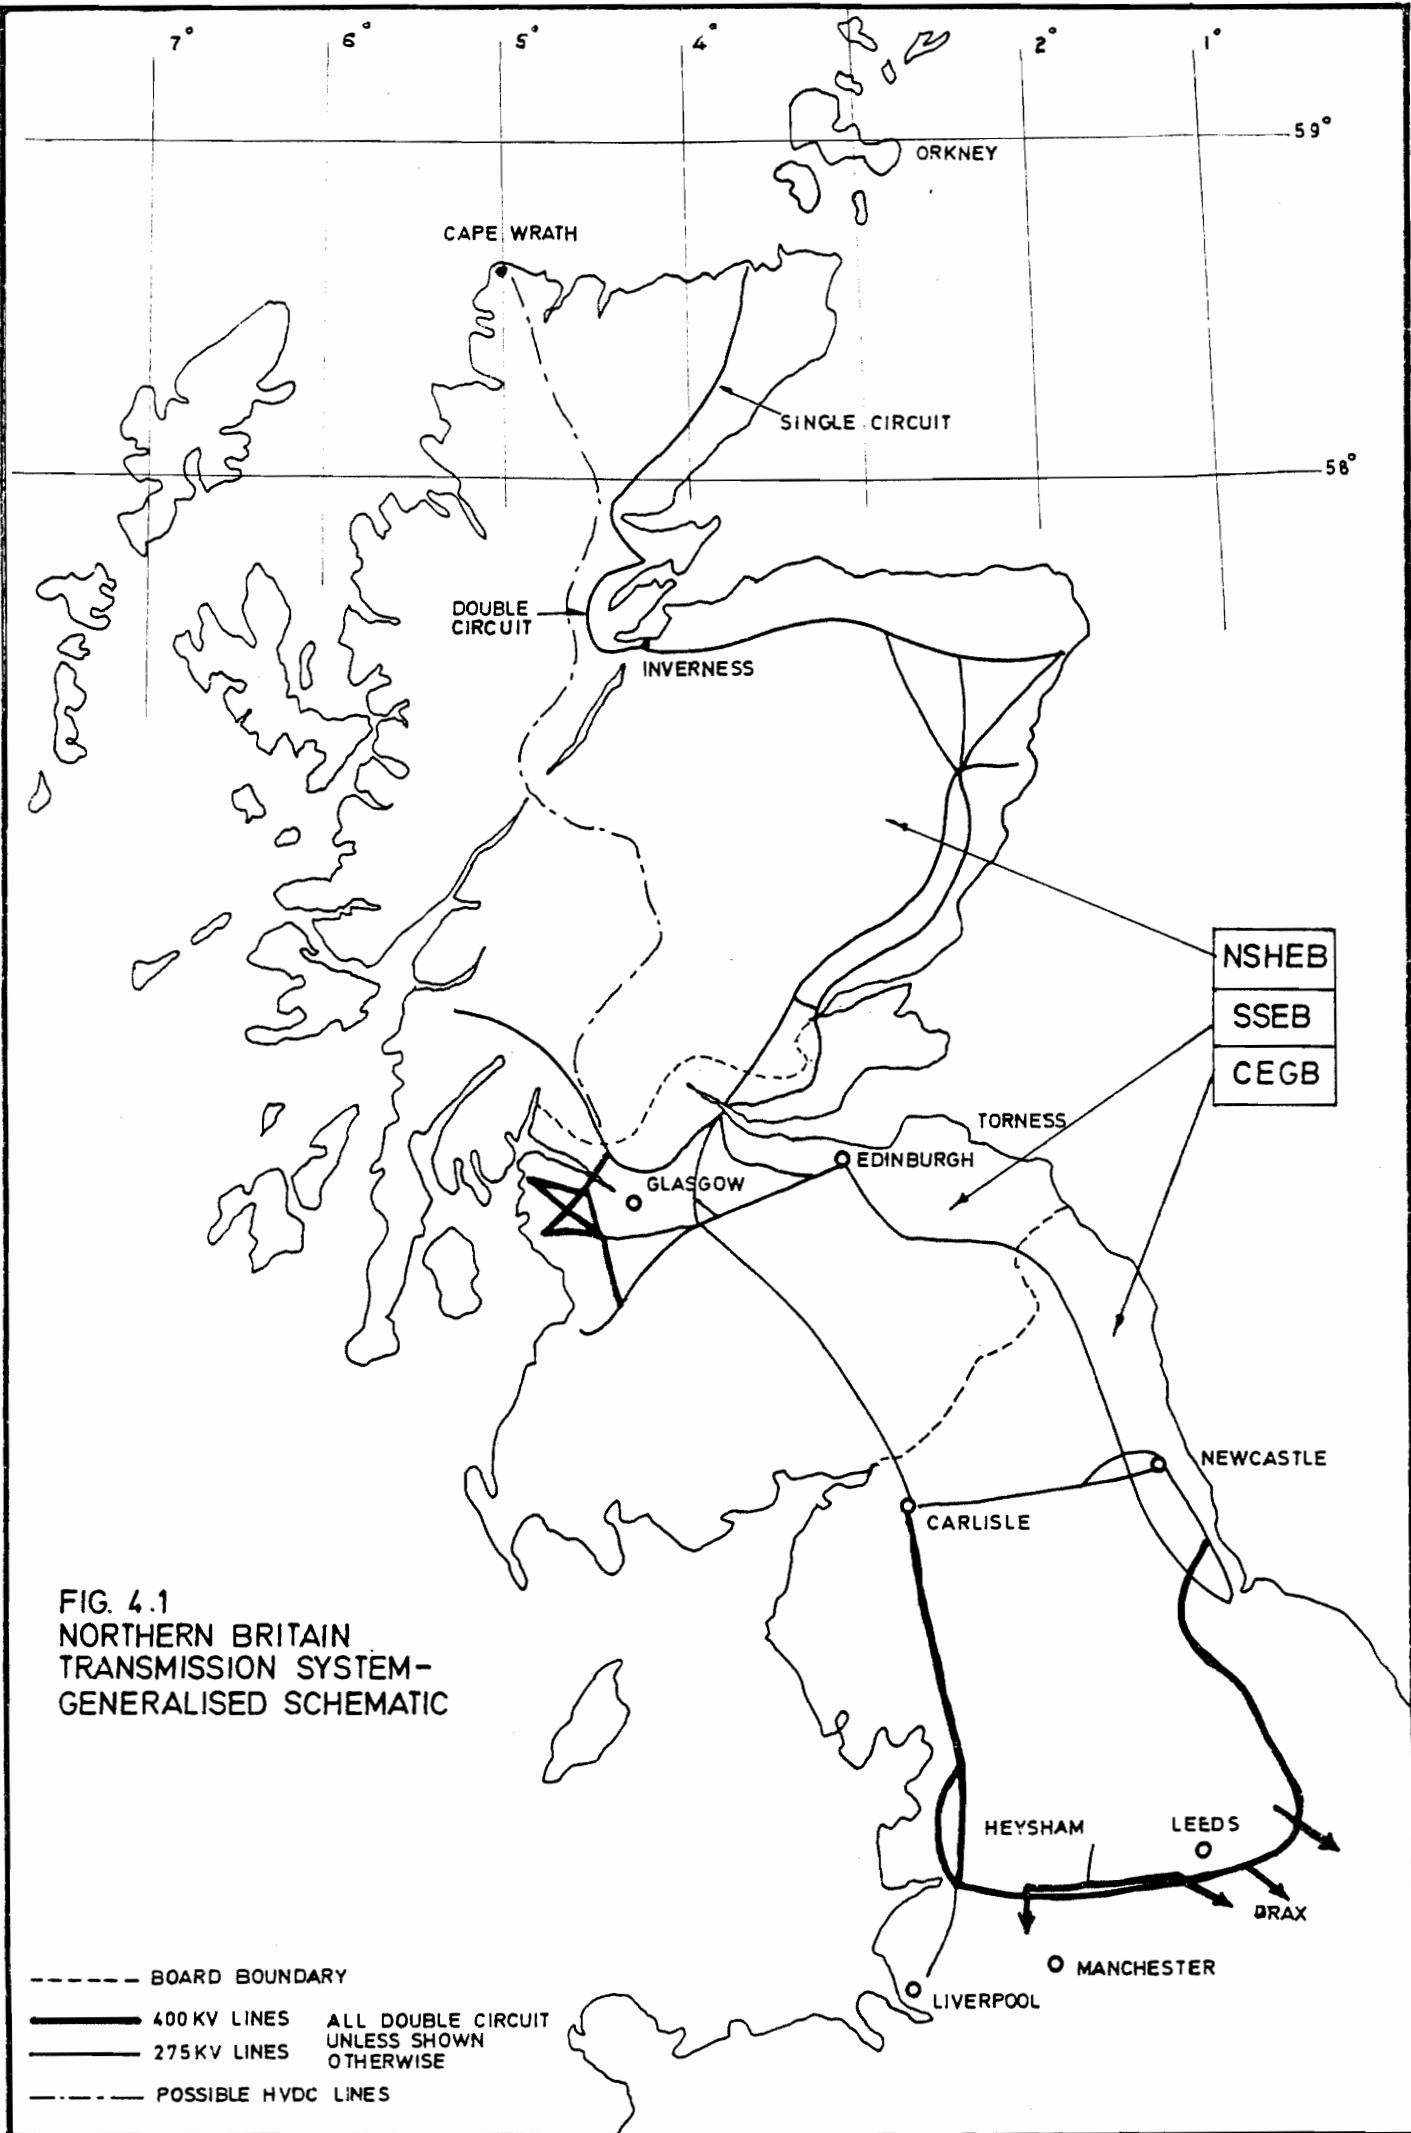 7°
6°
5°
4°
2°
1°
59°
ORKNEY
CAPE WRATH
SINGLE CIRCUIT
58°
DOUBLE
CIRCUIT
INVERNESS
NSHEB
SSEB
CEGB
TORNESS
EDINBURGH
GLASGOW
NEWCASTLE
CARLISLE
FIG. 4.1
NORTHERN BRITAIN
TRANSMISSION SYSTEM-
GENERALISED SCHEMATIC
HEYSHAM
LEEDS
DRAX
MANCHESTER
LIVERPOOL
BOARD BOUNDARY
400KV LINES
275KV LINES
ALL DOUBLE CIRCUIT
UNLESS SHOWN
OTHERWISE
POSSIBLE HVDC LINES